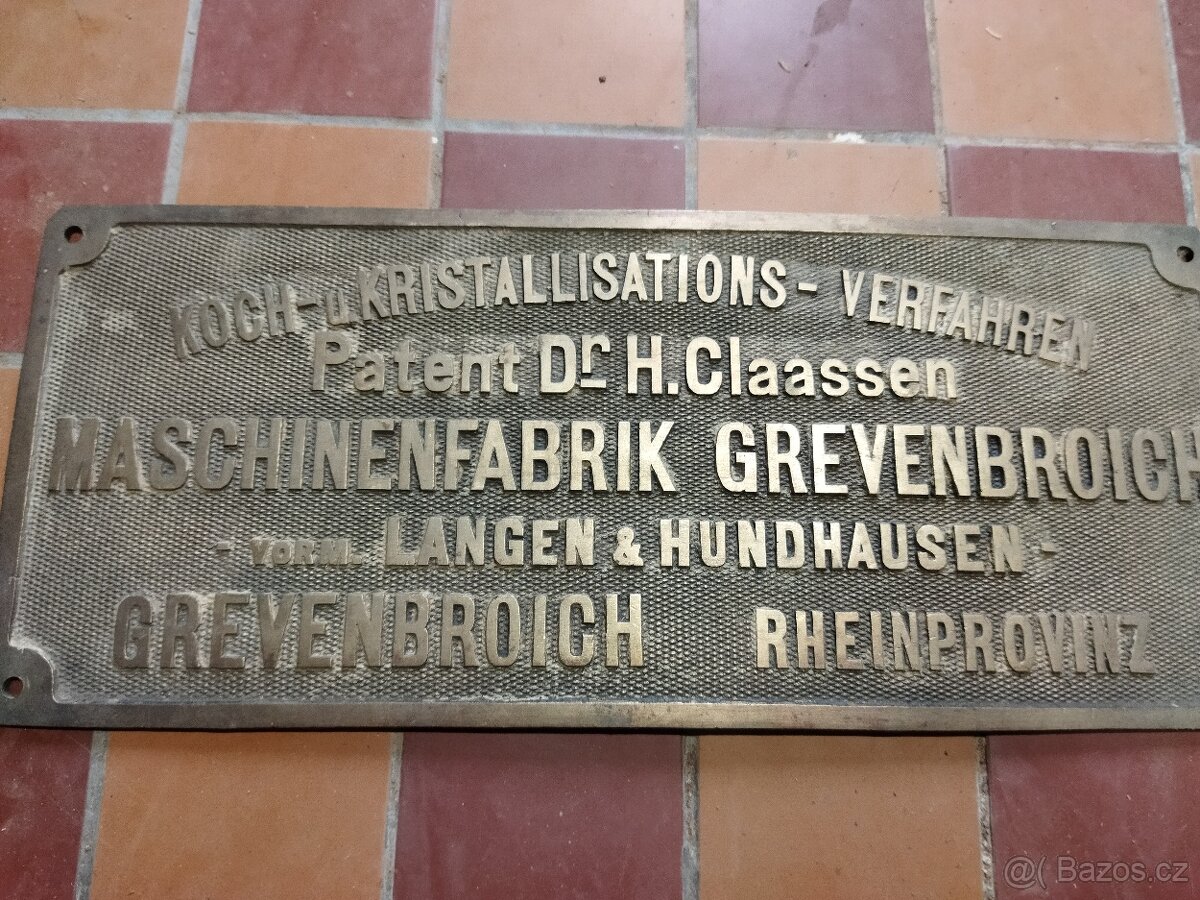 KOCH-u.KRISTALLISATIONS-VERFAHREN
Patent Dr H.Claassen
MASCHINENFABRIK GREVENBROICH
- VORM. LANGEN & HUNDHAUSEN -
GREVENBROICH RHEINPROVINZ
@( Bazos.cz